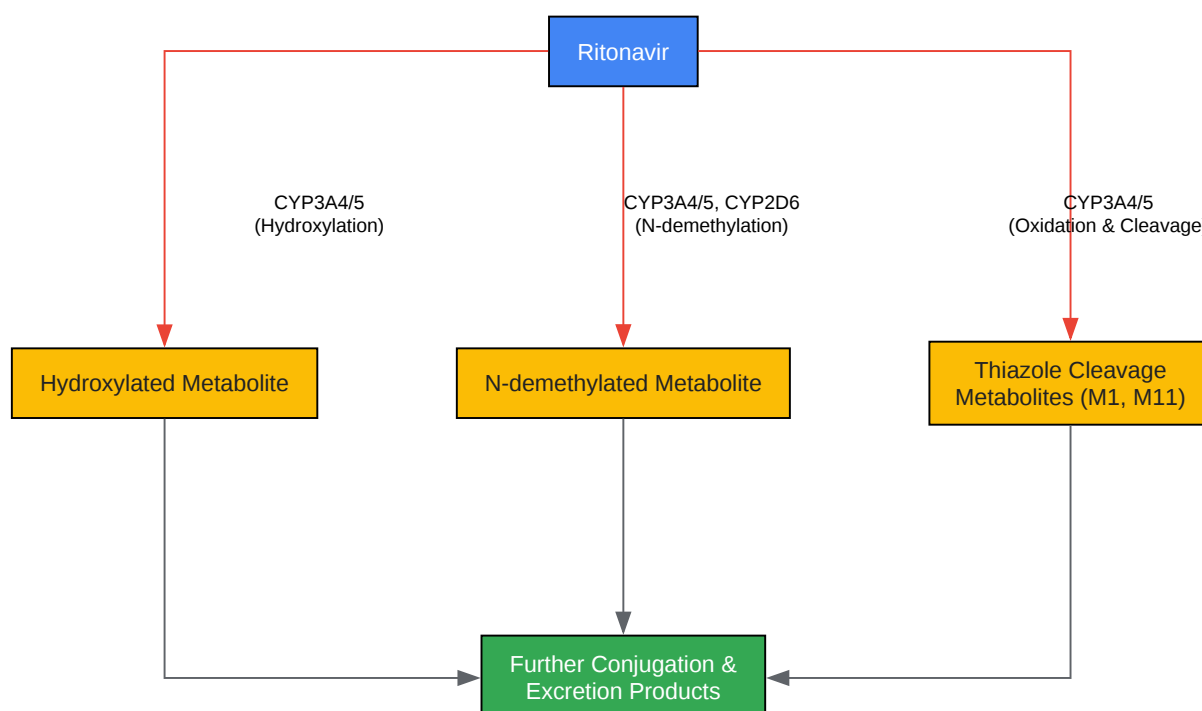 Ritonavir
CYP3A4/5
(Hydroxylation)
CYP3A4/5, CYP2D6
(N-demethylation)
CYP3A4/5
(Oxidation & Cleavage
Hydroxylated Metabolite
N-demethylated Metabolite
Thiazole Cleavage
Metabolites (M1, M11)
Further Conjugation &
Excretion Products